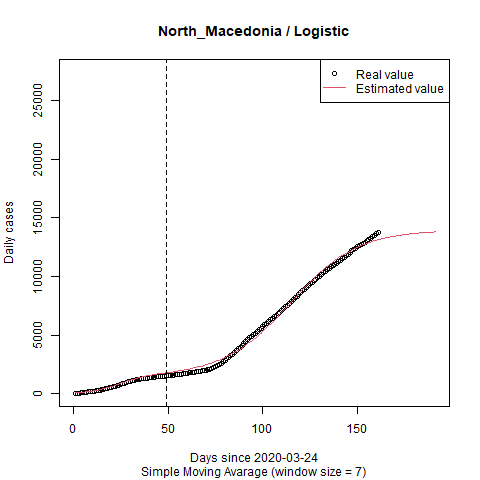 North_Macedonia / Logistic
Real value
Estimated value
25000
20000
15000
10000
5000
0
Daily cases
0
50
100
150
Days since 2020-03-24
Simple Moving Avarage (window size = 7)